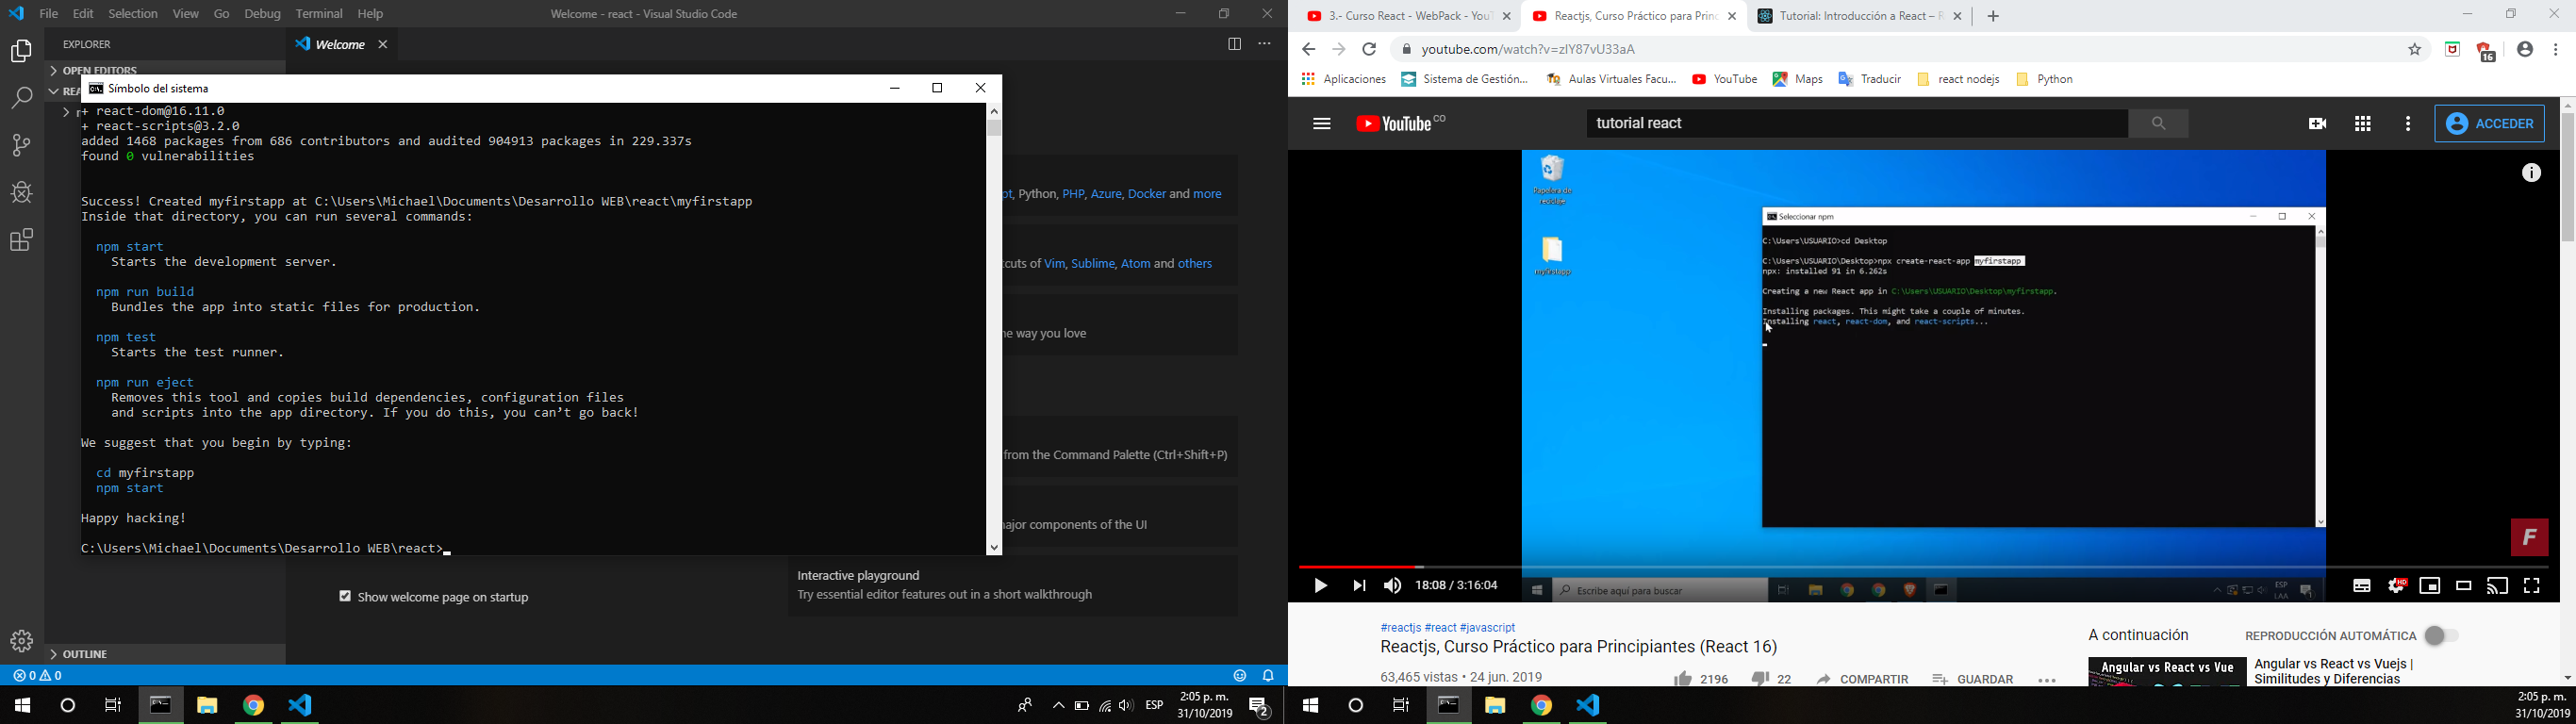 File Edit Selection View Go Debug Terminal Help
Welcome - react - Visual Studio Code
EXPLORER
Welcome
OPEN EDITORS
Símbolo del sistema
+ react-dom@16.11.0
+ react-scripts@3.2.0
added 1468 packages from 686 contributors and audited 904913 packages in 229.337s
found 0 vulnerabilities
Success! Created myfirstapp at C:\Users\Michael\Documents\Desarrollo WEB\react\myfirstapp
Inside that directory, you can run several commands:
npm start
Starts the development server.
npm run build
Bundles the app into static files for production.
npm test
Starts the test runner.
npm run eject
Removes this tool and copies build dependencies, configuration files
and scripts into the app directory. If you do this, you can’t go back!
We suggest that you begin by typing:
cd myfirstapp
npm start
Happy hacking!
C:\Users\Michael\Documents\Desarrollo WEB\react>
Python, PHP, Azure, Docker and more
of Vim, Sublime, Atom and others
way you love
from the Command Palette (Ctrl+Shift+P)
components of the UI
Interactive playground
Try essential editor features out in a short walkthrough
Show welcome page on startup
OUTLINE
0 0
ESP
2:05 p. m.
31/10/2019
2
3.- Curso React - WebPack - YouT
Reactjs, Curso Práctico para Princ
Tutorial: Introducción a React – R
youtube.com/watch?v=zIY87vU33aA
16
Aplicaciones
Sistema de Gestión...
Aulas Virtuales Facu...
YouTube
Maps
Traducir
react nodejs
Python
YouTube CO
tutorial react
ACCEDER
Papelera de
reciclaje
myfirstapp
Seleccionar npm
C:\Users\USUARIO>cd Desktop
C:\Users\USUARIO\Desktop>npx create-react-app myfirstapp
npx: installed 91 in 6.262s
Creating a new React app in C:\Users\USUARIO\Desktop\myfirstapp.
Installing packages. This might take a couple of minutes.
Installing react, react-dom, and react-scripts...
F
Escribe aquí para buscar
ESP
LAA
18:08 / 3:16:04
HD
#reactjs #react #javascript
Reactjs, Curso Práctico para Principiantes (React 16)
63,465 vistas • 24 jun. 2019
2196
22
COMPARTIR
GUARDAR
A continuación
REPRODUCCIÓN AUTOMÁTICA
Angular vs React vs Vue
Angular vs React vs Vuejs |
Similitudes y Diferencias
2:05 p. m.
31/10/2019